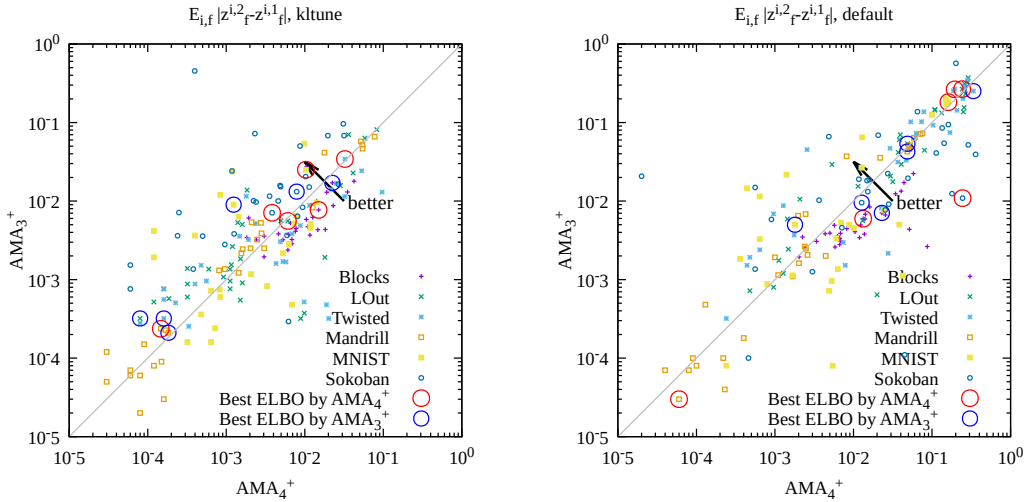 E_{i,f} |z^{i,2}_f-z^{i,1}_f|, kltune
10^0
10^-1
10^-2
10^-3
10^-4
10^-5
AMA_3^+
better
Blocks
LOut
Twisted
Mandrill
MNIST
Sokoban
Best ELBO by AMA_4^+
Best ELBO by AMA_3^+
10^-5 10^-4 10^-3 10^-2 10^-1 10^0
AMA_4^+
E_{i,f} |z^{i,2}_f-z^{i,1}_f|, default
10^0
10^-1
10^-2
10^-3
10^-4
10^-5
AMA_3^+
better
Blocks
LOut
Twisted
Mandrill
MNIST
Sokoban
Best ELBO by AMA_4^+
Best ELBO by AMA_3^+
10^-5 10^-4 10^-3 10^-2 10^-1 10^0
AMA_4^+